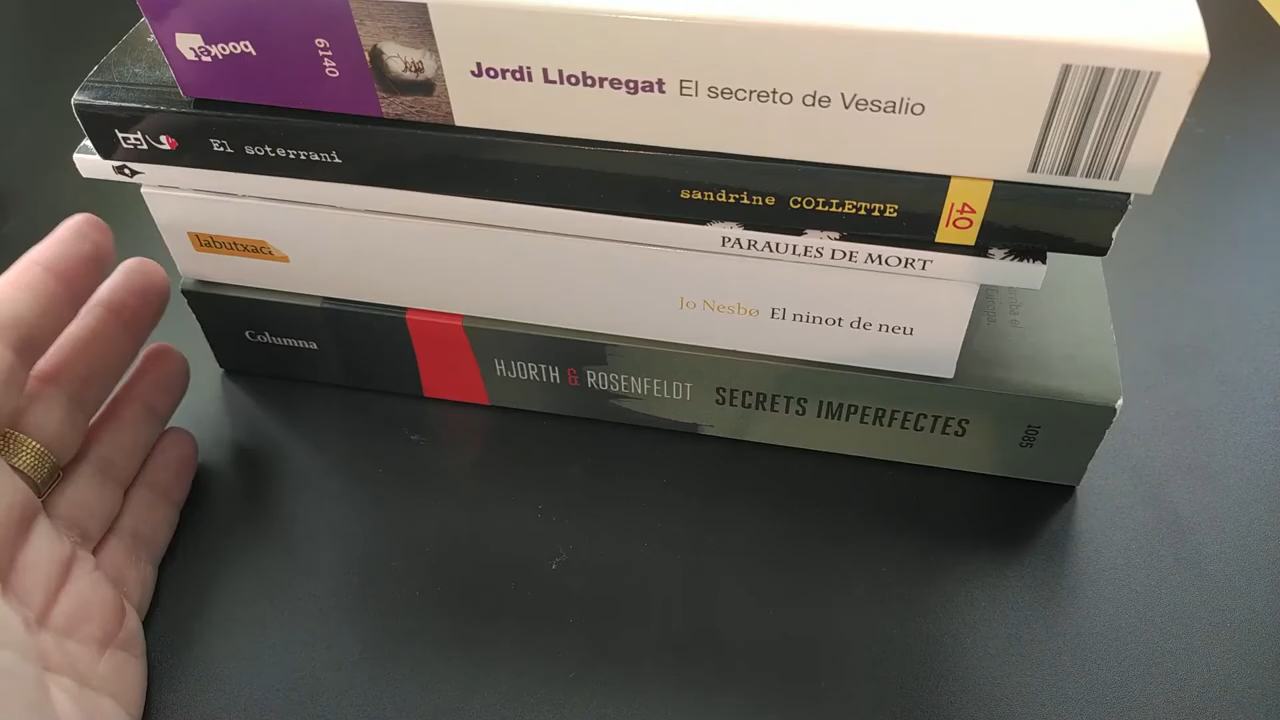 booket
6140
Jordi Llobregat El secreto de Vesalio
El soterrani
sandrine COLLETTE
40
PARAULES DE MORT
labutxaca
Jo Nesbø El ninot de neu
Columna
HJORTH & ROSENFELDT SECRETS IMPERFECTES
1085
Europa.